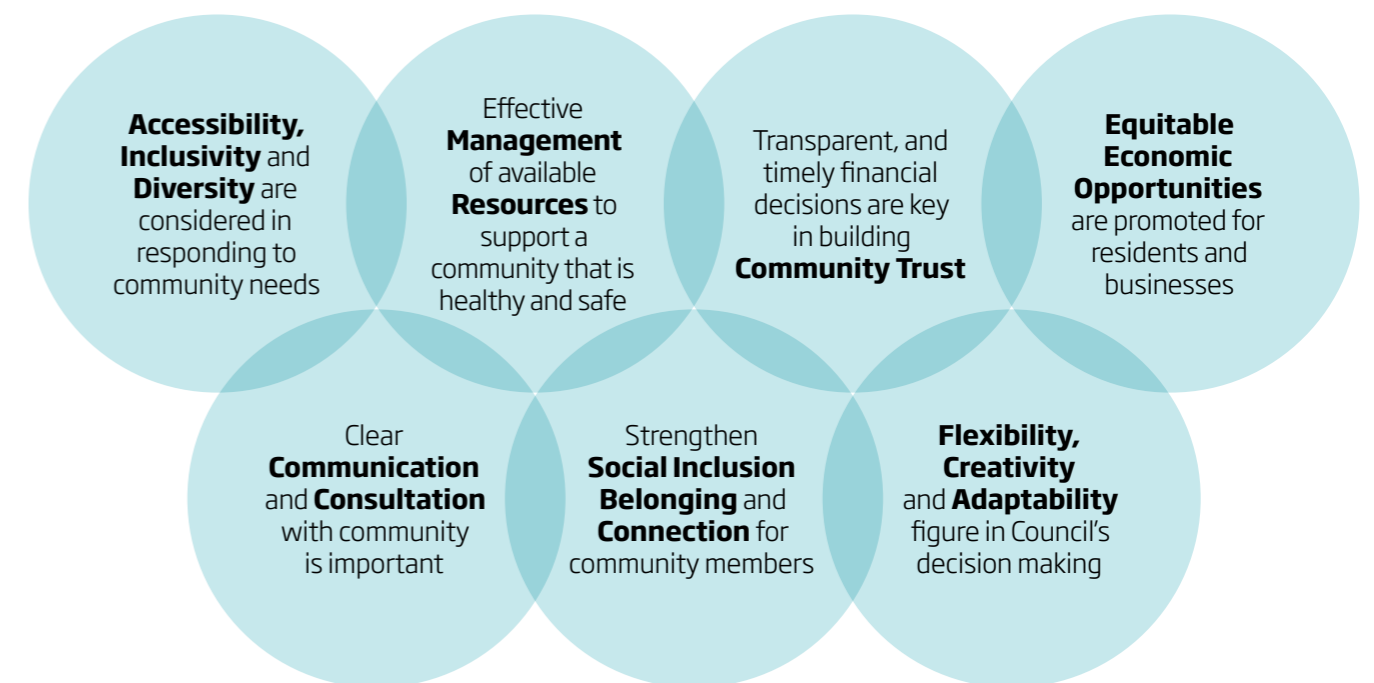 Accessibility,
Inclusivity and
Diversity are
considered in
responding to
community needs
Effective
Management
of available
Resources to
support a
community that is
healthy and safe
Transparent, and
timely financial
decisions are key
in building
Community Trust
Equitable
Economic
Opportunities
are promoted for
residents and
businesses
Clear
Communication
and Consultation
with community
is important
Strengthen
Social Inclusion
Belonging and
Connection for
community members
Flexibility,
Creativity
and Adaptability
figure in Council's
decision making